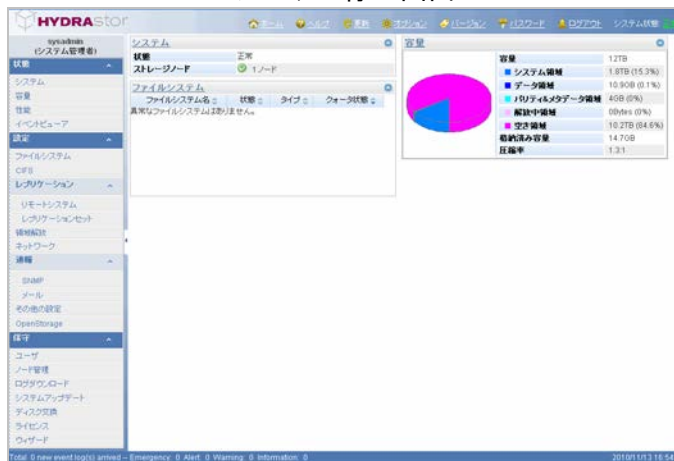 HYDRAstor
ホーム ヘルプ 更新 オプション バージョン パスワード ログアウト システム状態
sysadmin
(システム管理者)
状態
システム
容量
性能
イベントビューア
設定
ファイルシステム
CIFS
レプリケーション
リモートシステム
レプリケーションセット
領域解放
ネットワーク
通報
SNMP
メール
その他の設定
OpenStorage
保守
ユーザ
ノード管理
ログダウンロード
システムアップデート
ディスク交換
ライセンス
ウィザード
システム
状態 正常
ストレージノード 1ノード
ファイルシステム
ファイルシステム名 状態 タイプ クォータ状態
異常なファイルシステムはありません。
容量
容量 12TB
システム領域 1.8TB (15.3%)
データ領域 10.9GB (0.1%)
パリティ&メタデータ領域 4GB (0%)
解放中領域 0Bytes (0%)
空き領域 10.2TB (84.6%)
格納済み容量 14.7GB
圧縮率 1.3:1
Total 0 new event log(s) arrived -- Emergency: 0 Alert: 0 Warning: 0 Information: 0
2010/11/13 16:54